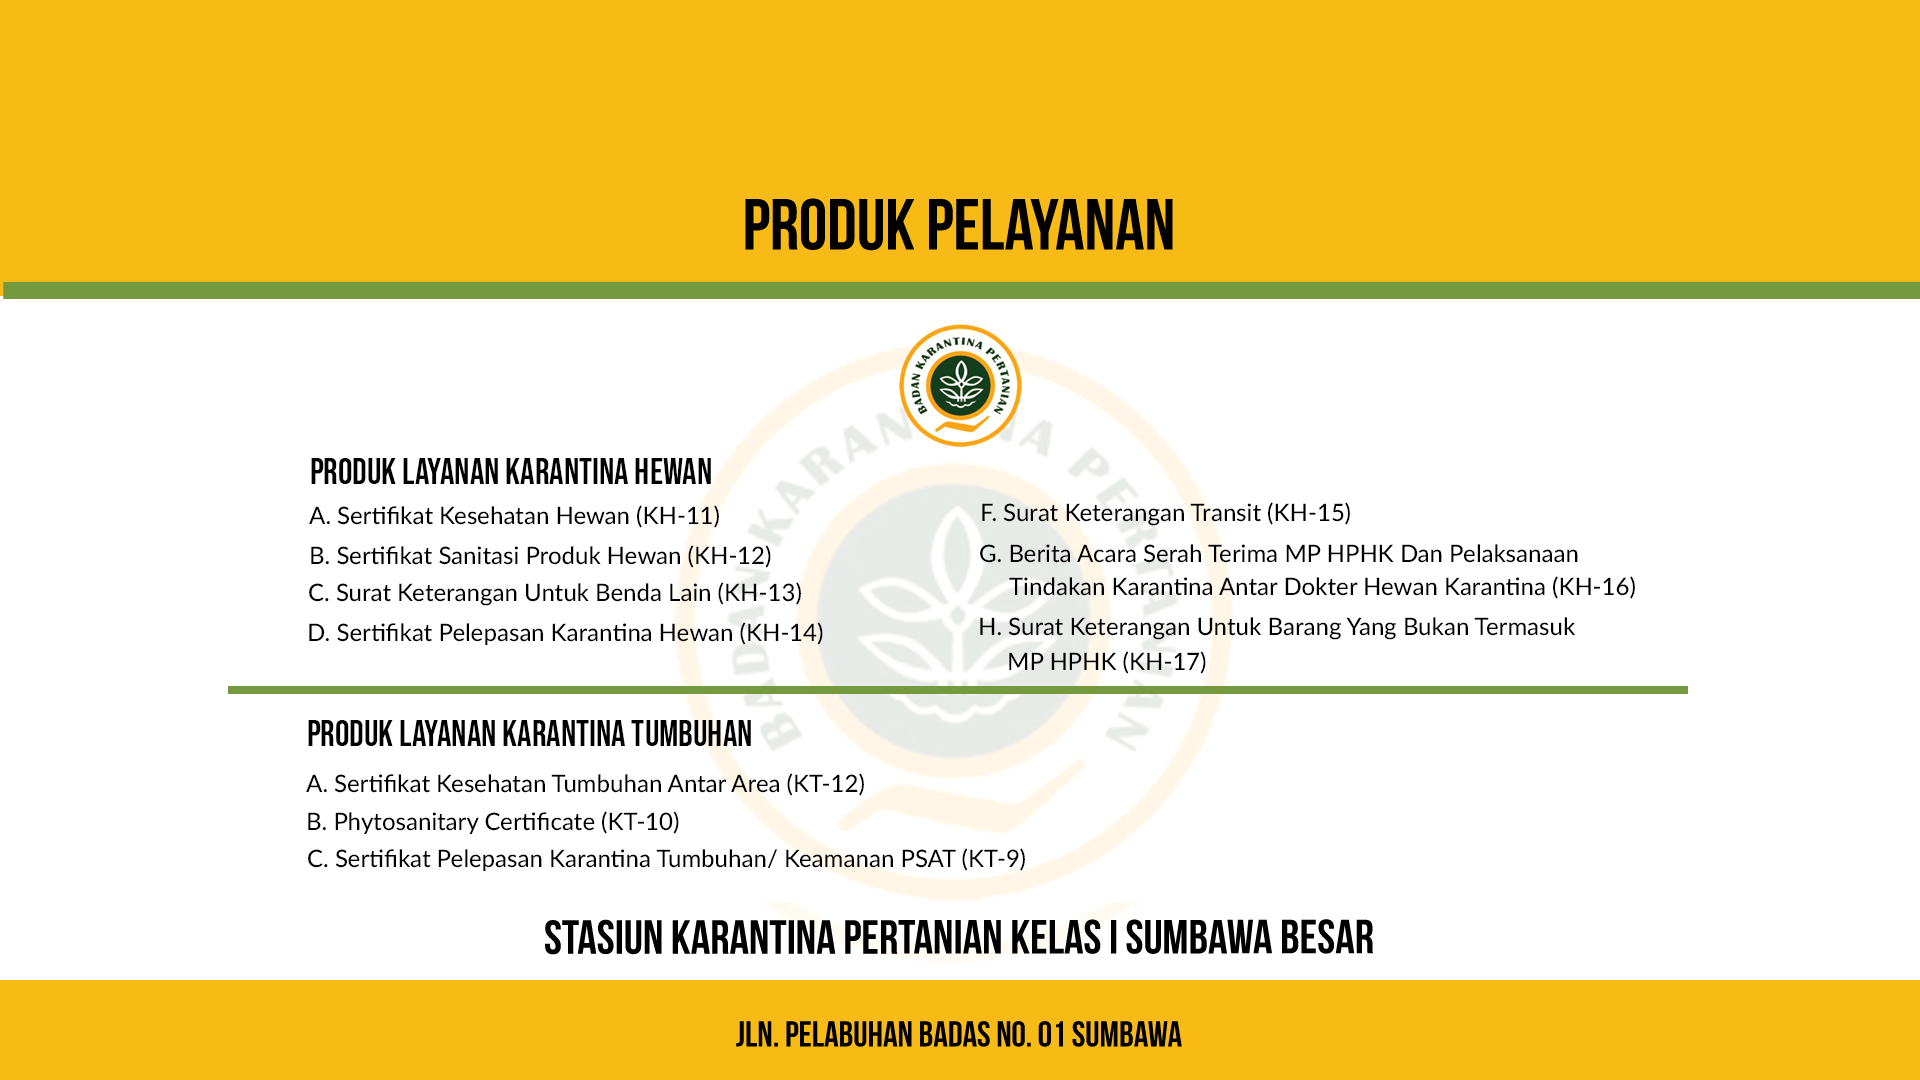 PRODUK PELAYANAN
BADAN KARANTINA PERTANIAN
PRODUK LAYANAN KARANTINA HEWAN
A. Sertifikat Kesehatan Hewan (KH-11)
B. Sertifikat Sanitasi Produk Hewan (KH-12)
C. Surat Keterangan Untuk Benda Lain (KH-13)
D. Sertifikat Pelepasan Karantina Hewan (KH-14)
F. Surat Keterangan Transit (KH-15)
G. Berita Acara Serah Terima MP HPHK Dan Pelaksanaan
Tindakan Karantina Antar Dokter Hewan Karantina (KH-16)
H. Surat Keterangan Untuk Barang Yang Bukan Termasuk
MP HPHK (KH-17)
PRODUK LAYANAN KARANTINA TUMBUHAN
A. Sertifikat Kesehatan Tumbuhan Antar Area (KT-12)
B. Phytosanitary Certificate (KT-10)
C. Sertifikat Pelepasan Karantina Tumbuhan/ Keamanan PSAT (KT-9)
BADAN KARANTINA PERTANIAN
STASIUN KARANTINA PERTANIAN KELAS I SUMBAWA BESAR
JLN. PELABUHAN BADAS NO. 01 SUMBAWA